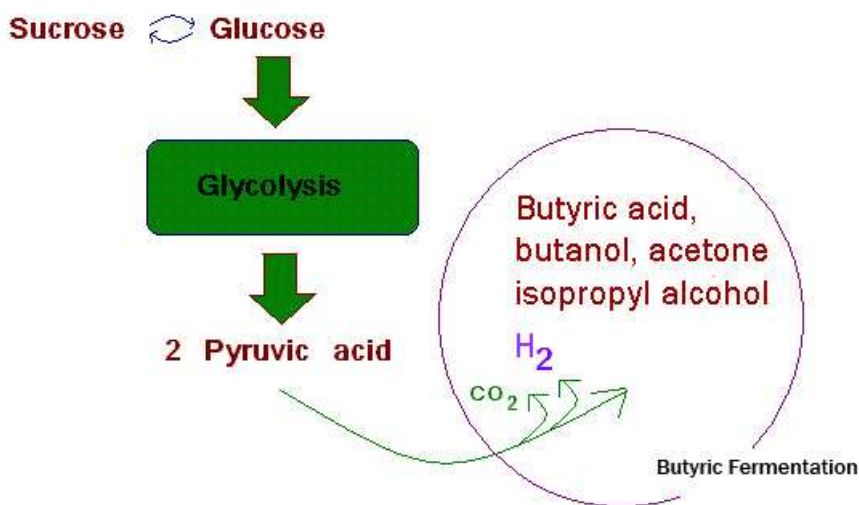 Sucrose Glucose
Glycolysis
2 Pyruvic acid
Butyric acid,
butanol, acetone
isopropyl alcohol
H2
CO2
Butyric Fermentation